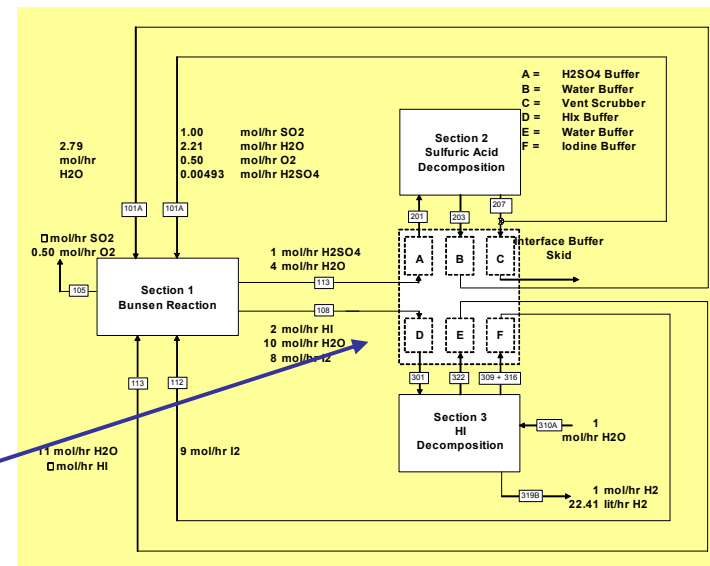 A = H2SO4 Buffer
B = Water Buffer
C = Vent Scrubber
D = HIx Buffer
E = Water Buffer
F = Iodine Buffer
2.79
mol/hr
H2O
1.00 mol/hr SO2
2.21 mol/hr H2O
0.50 mol/hr O2
0.00493 mol/hr H2SO4
Section 2
Sulfuric Acid
Decomposition
101A
101A
201
203
207
▯mol/hr SO2
0.50 mol/hr O2
105
Section 1
Bunsen Reaction
1 mol/hr H2SO4
4 mol/hr H2O
113
108
2 mol/hr HI
10 mol/hr H2O
8 mol/hr I2
A
B
C
Interface Buffer
Skid
D
E
F
301
322
309 + 316
113
112
11 mol/hr H2O
▯mol/hr HI
9 mol/hr I2
Section 3
HI
Decomposition
310A
1
mol/hr H2O
319B
1 mol/hr H2
22.41 lit/hr H2